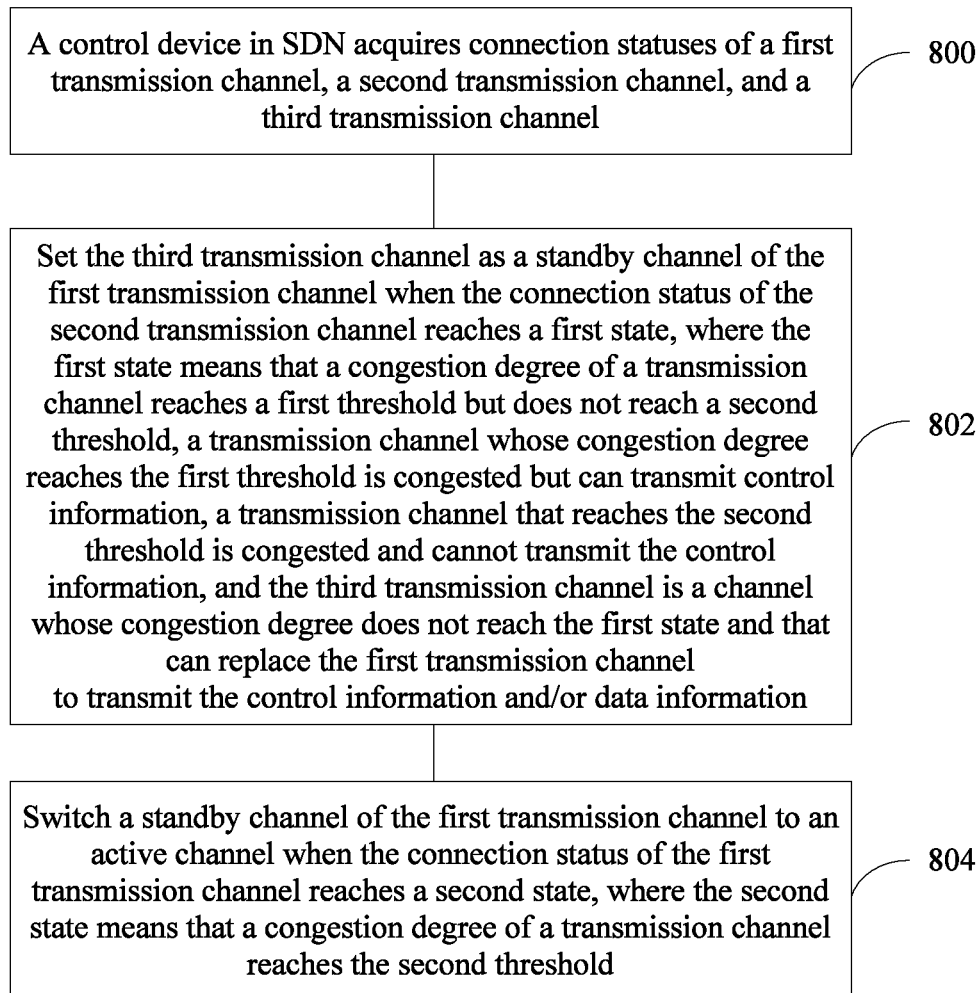 A control device in SDN acquires connection statuses of a first
transmission channel, a second transmission channel, and a
third transmission channel
800
Set the third transmission channel as a standby channel of the
first transmission channel when the connection status of the
second transmission channel reaches a first state, where the
first state means that a congestion degree of a transmission
channel reaches a first threshold but does not reach a second
threshold, a transmission channel whose congestion degree
reaches the first threshold is congested but can transmit control
information, a transmission channel that reaches the second
threshold is congested and cannot transmit the control
information, and the third transmission channel is a channel
whose congestion degree does not reach the first state and that
can replace the first transmission channel
to transmit the control information and/or data information
802
Switch a standby channel of the first transmission channel to an
active channel when the connection status of the first
transmission channel reaches a second state, where the second
state means that a congestion degree of a transmission channel
reaches the second threshold
804